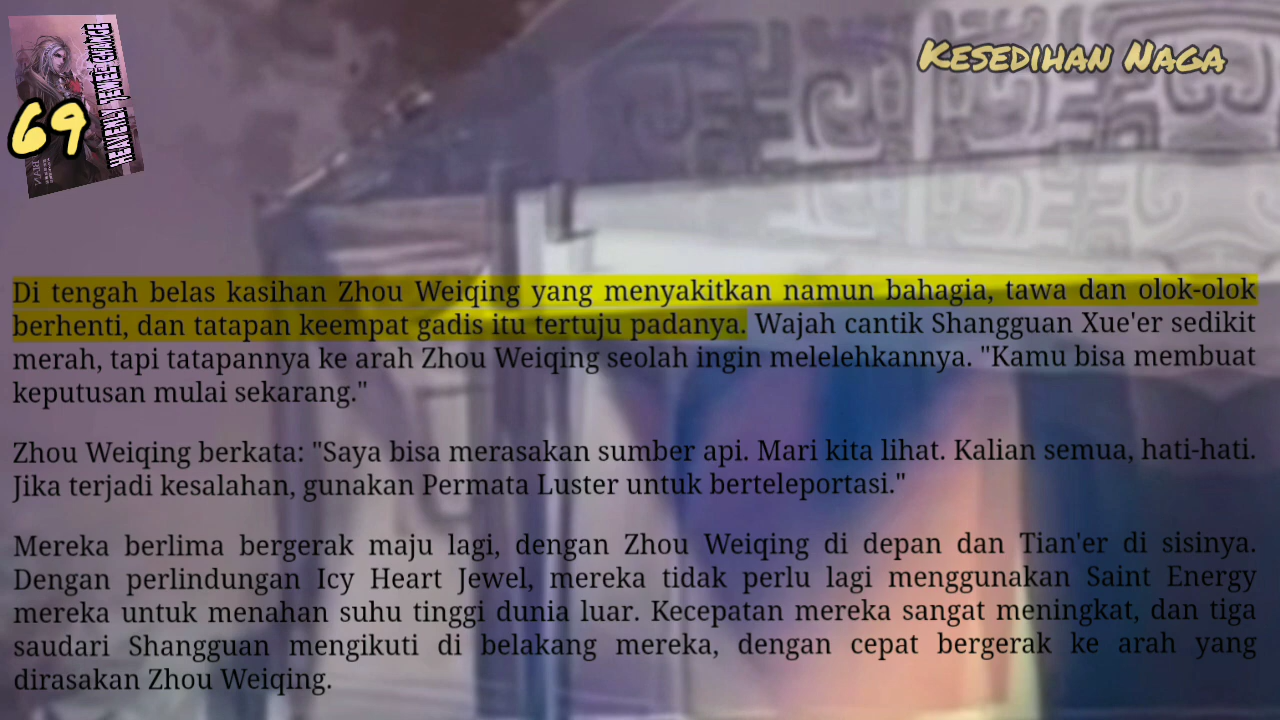 HEAVENLY JEWEL CHANGE
69
Kesedihan Naga
Di tengah belas kasihan Zhou Weiqing yang menyakitkan namun bahagia, tawa dan olok-olok
berhenti, dan tatapan keempat gadis itu tertuju padanya. Wajah cantik Shangguan Xue'er sedikit
merah, tapi tatapannya ke arah Zhou Weiqing seolah ingin melelehkannya. "Kamu bisa membuat
keputusan mulai sekarang."
Zhou Weiqing berkata: "Saya bisa merasakan sumber api. Mari kita lihat. Kalian semua, hati-hati.
Jika terjadi kesalahan, gunakan Permata Luster untuk berteleportasi."
Mereka berlima bergerak maju lagi, dengan Zhou Weiqing di depan dan Tian'er di sisinya.
Dengan perlindungan Icy Heart Jewel, mereka tidak perlu lagi menggunakan Saint Energy
mereka untuk menahan suhu tinggi dunia luar. Kecepatan mereka sangat meningkat, dan tiga
saudari Shangguan mengikuti di belakang mereka, dengan cepat bergerak ke arah yang
dirasakan Zhou Weiqing.